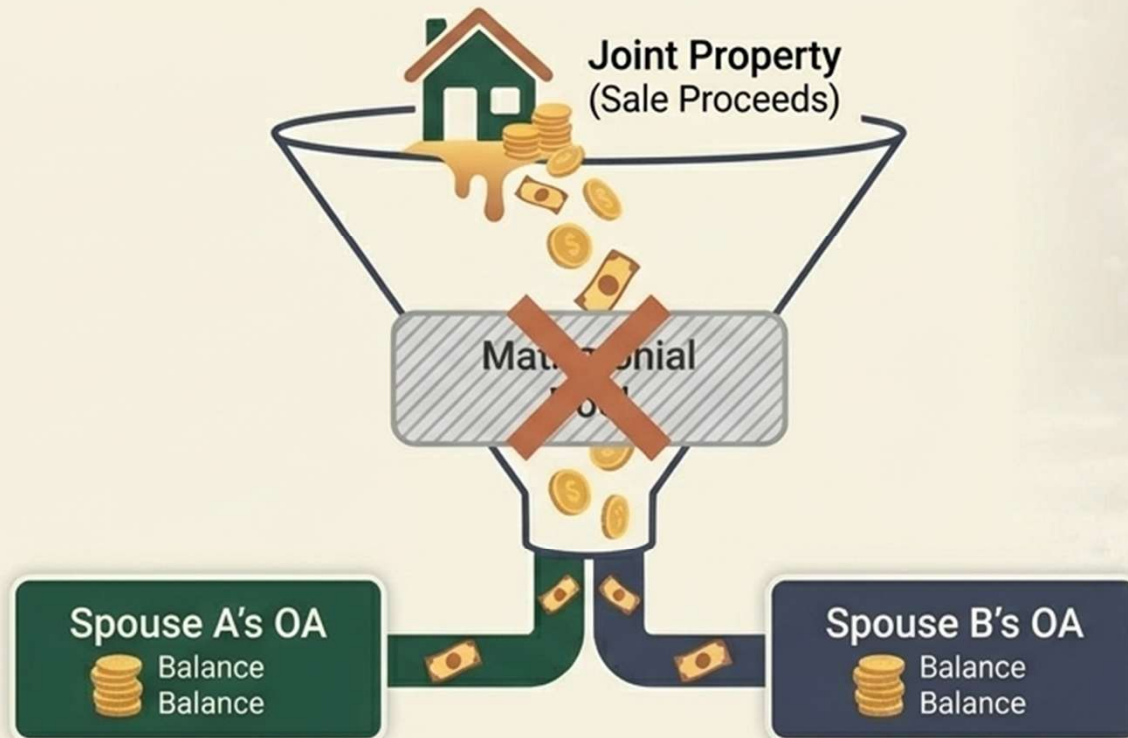 Joint Property
(Sale Proceeds)
Spouse A's OA
Balance
Balance
Spouse B's OA
Balance
Balance